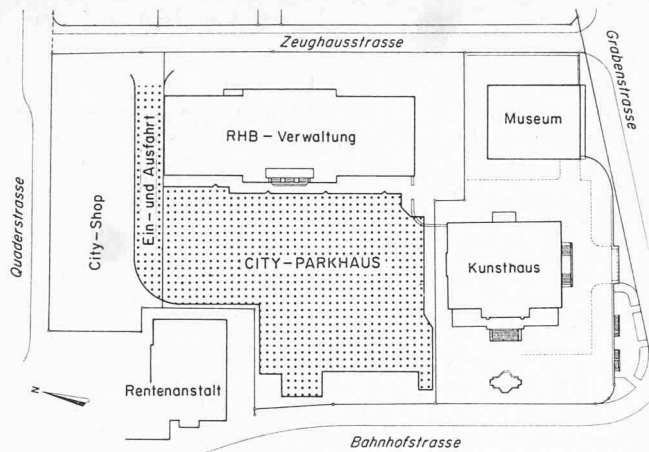 Zeughausstrasse
Grabenstrasse
Quaderstrasse
City-Shop
Ein- und Ausfahrt
RHB – Verwaltung
Museum
CITY-PARKHAUS
Kunsthaus
N
Rentenanstalt
Bahnhofstrasse